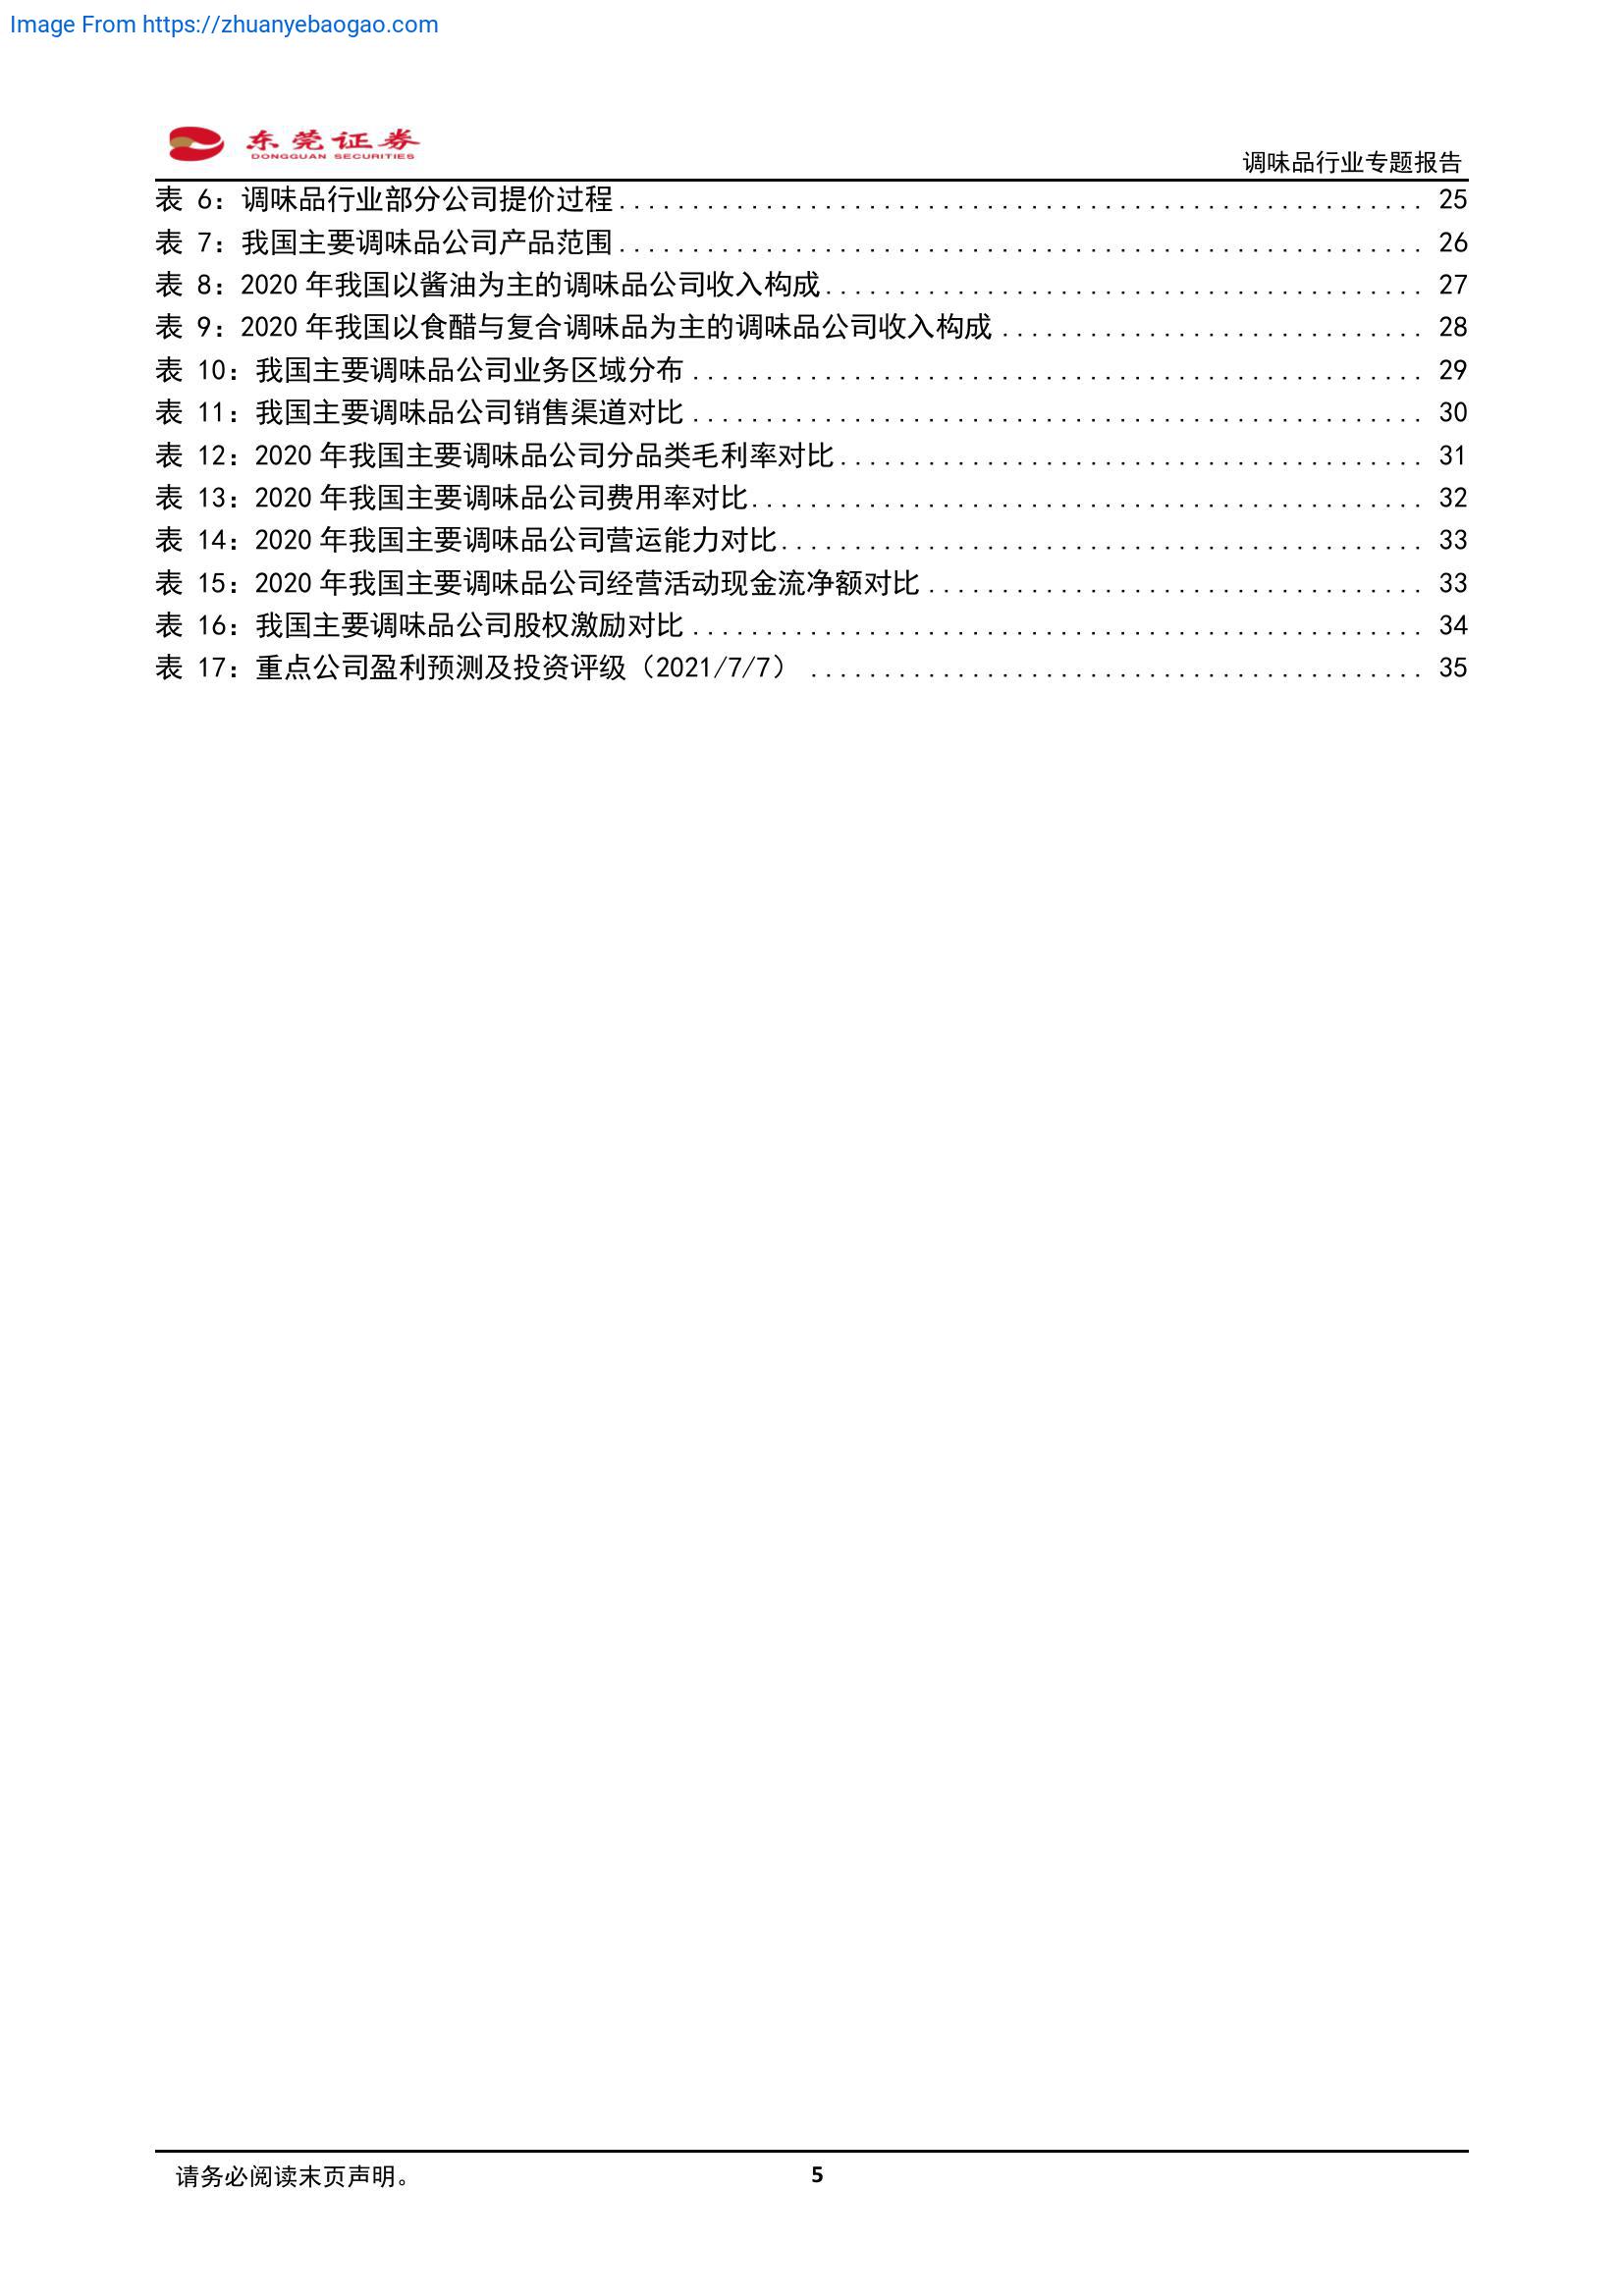 Image From https://zhuanyebaogao.com
东莞证券
DONGGUAN SECURITIES
调味品行业专题报告
表 6：调味品行业部分公司提价过程....................................................... 25
表 7：我国主要调味品公司产品范围....................................................... 26
表 8：2020 年我国以酱油为主的调味品公司收入构成......................................... 27
表 9：2020 年我国以食醋与复合调味品为主的调味品公司收入构成............................. 28
表 10：我国主要调味品公司业务区域分布.................................................. 29
表 11：我国主要调味品公司销售渠道对比.................................................. 30
表 12：2020 年我国主要调味品公司分品类毛利率对比........................................ 31
表 13：2020 年我国主要调味品公司费用率对比.............................................. 32
表 14：2020 年我国主要调味品公司营运能力对比............................................ 33
表 15：2020 年我国主要调味品公司经营活动现金流净额对比.................................. 33
表 16：我国主要调味品公司股权激励对比.................................................. 34
表 17：重点公司盈利预测及投资评级（2021/7/7） .......................................... 35
请务必阅读末页声明。
5